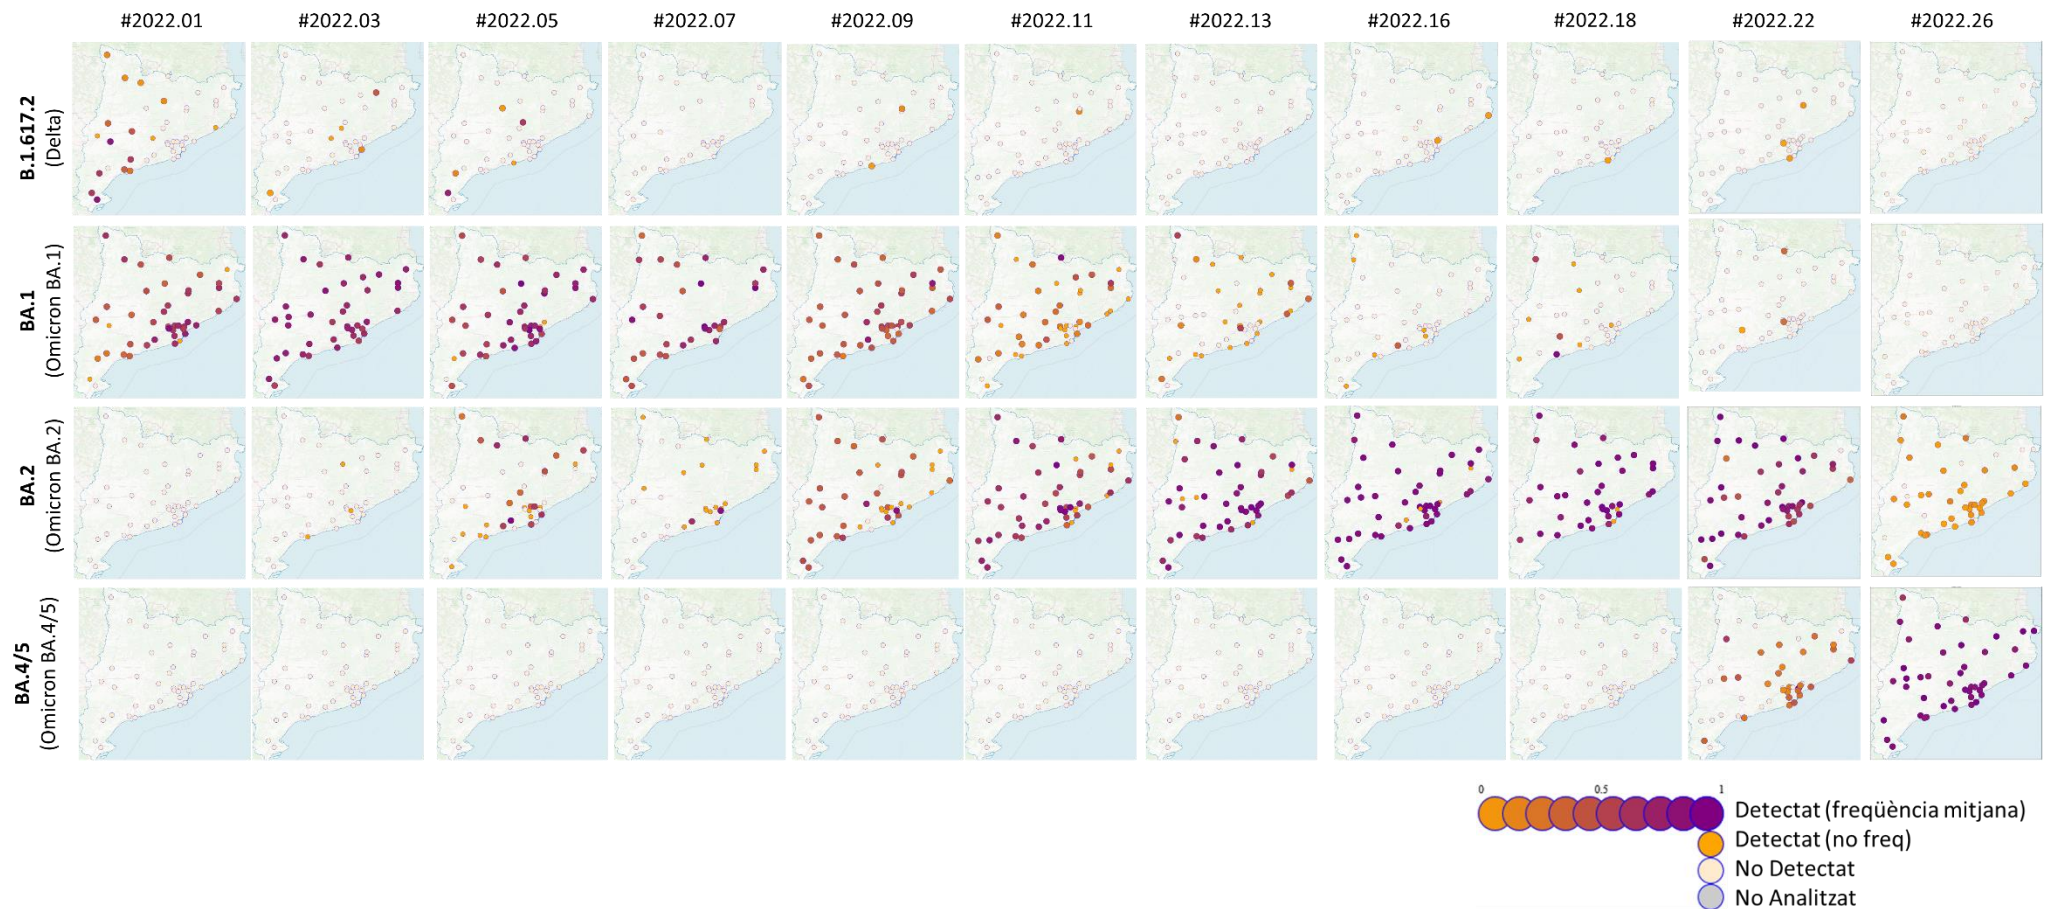 #2022.01 #2022.03 #2022.05 #2022.07 #2022.09 #2022.11 #2022.13 #2022.16 #2022.18 #2022.22 #2022.26
B.1.617.2
(Delta)
BA.1
(Omicron BA.1)
BA.2
(Omicron BA.2)
BA.4/5
(Omicron BA.4/5)
0 0.5 1
Detectat (freqüència mitjana)
Detectat (no freq)
No Detectat
No Analitzat